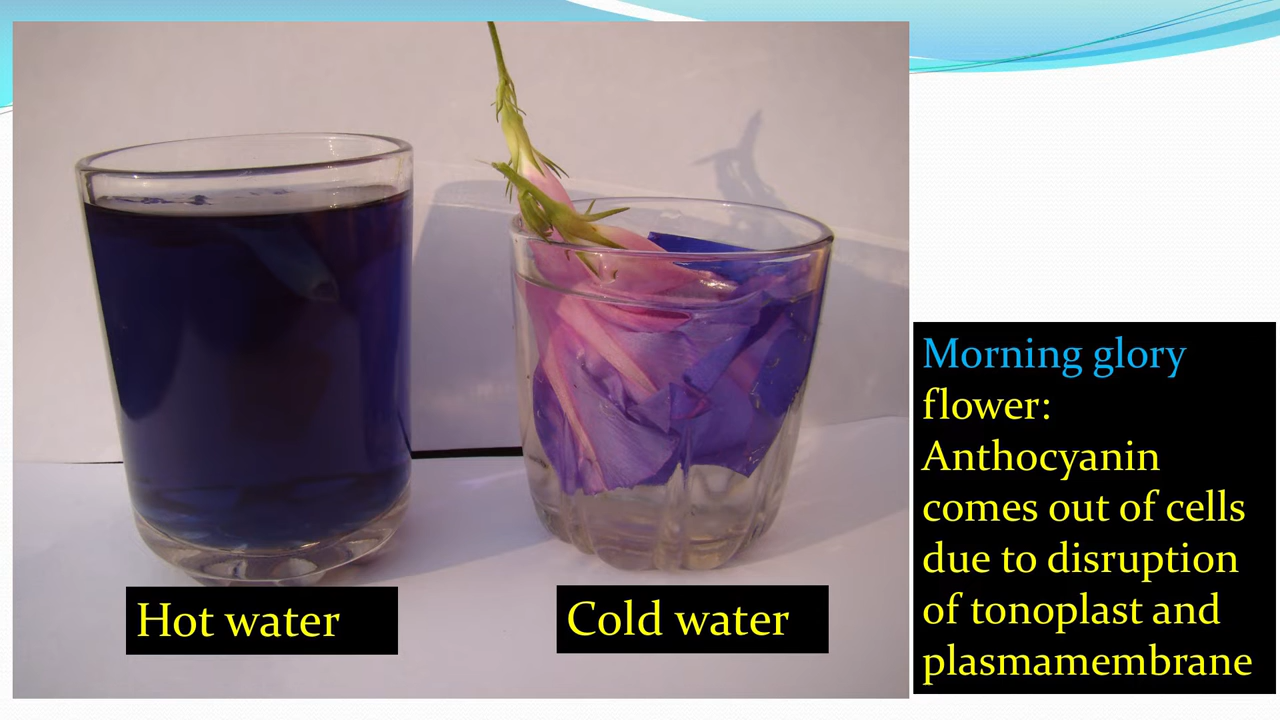 Hot water
Cold water
Morning glory
flower:
Anthocyanin
comes out of cells
due to disruption
of tonoplast and
plasmamembrane